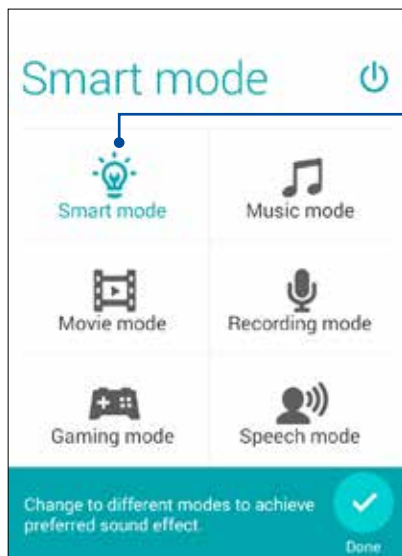 Smart mode
Smart mode
Music mode
Movie mode
Recording mode
Gaming mode
Speech mode
Change to different modes to achieve
preferred sound effect.
Done